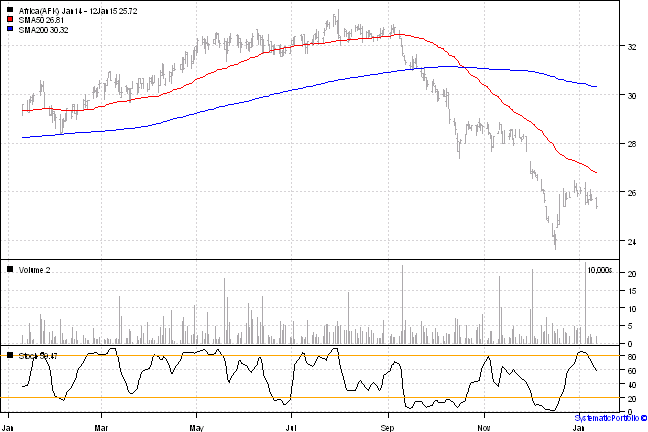 Africa(AFK) Jan14 - 12Jan15 25.72
SMA50 26.81
SMA200 30.32
32
30
28
26
24
Volume 2
10,000s
20
15
10
5
0
Stoch 59.47
80
60
40
20
0
Jan Mar May Jul Sep Nov Jan
SystematicPortfolio ©